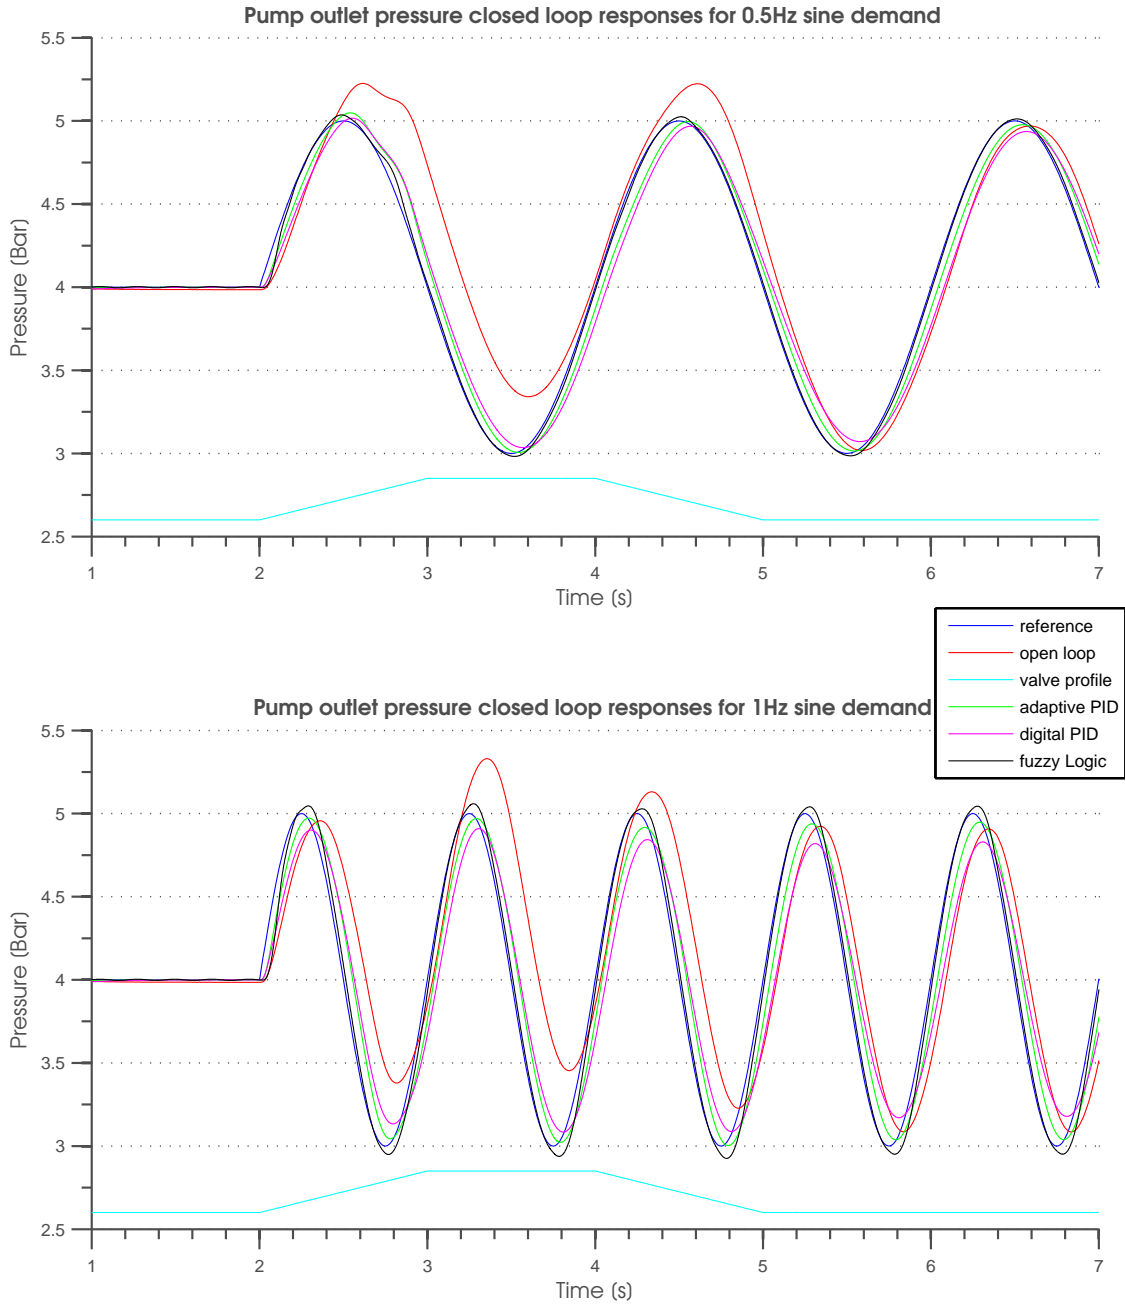 Pump outlet pressure closed loop responses for 0.5Hz sine demand
5.5
5
4.5
4
3.5
3
2.5
Pressure (Bar)
1 2 3 4 5 6 7
Time (s)
reference
open loop
valve profile
adaptive PID
digital PID
fuzzy Logic
Pump outlet pressure closed loop responses for 1Hz sine demand
5.5
5
4.5
4
3.5
3
2.5
Pressure (Bar)
1 2 3 4 5 6 7
Time (s)